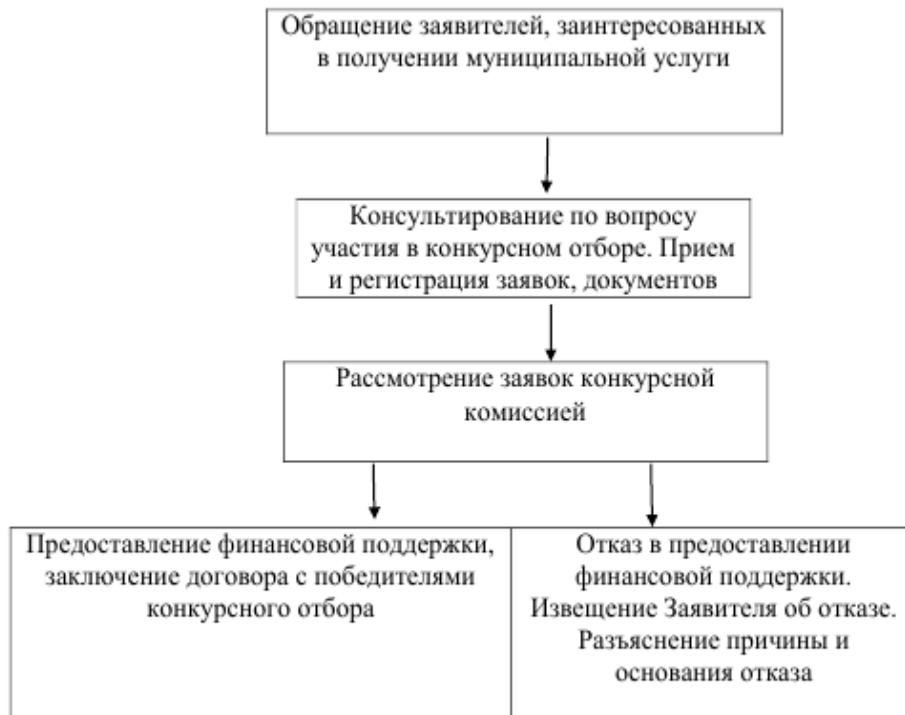 Обращение заявителей, заинтересованных
в получении муниципальной услуги
Консультирование по вопросу
участия в конкурсном отборе. Прием
и регистрация заявок, документов
Рассмотрение заявок конкурсной
комиссией
Предоставление финансовой поддержки,
заключение договора с победителями
конкурсного отбора
Отказ в предоставлении
финансовой поддержки.
Извещение Заявителя об отказе.
Разъяснение причины и
основания отказа